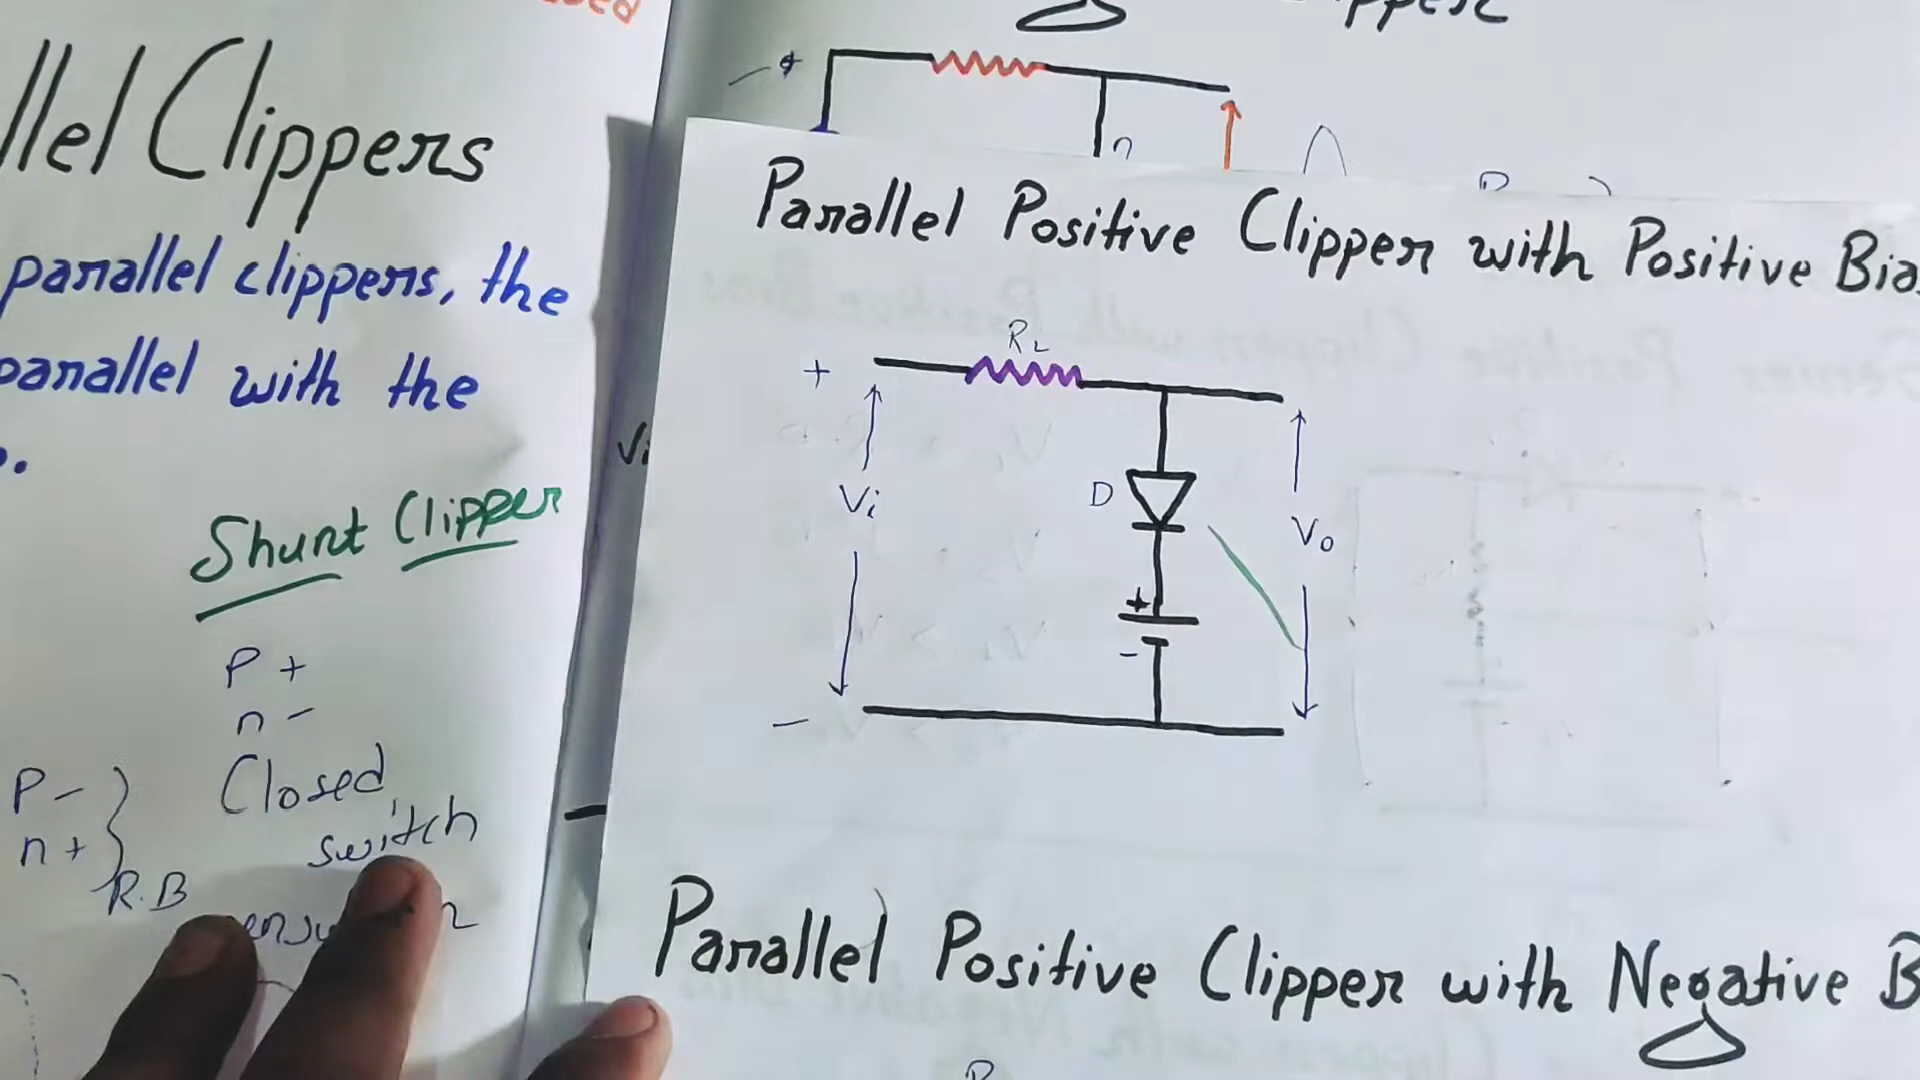 llel Clippers
parallel clippers, the
parallel with the
Shunt Clipper
P +
n -
Closed
switch
P -
n +
R.B
n
Parallel Positive Clipper with Positive Bia
RL
+
Vi
D
Vo
+
-
-
Parallel Positive Clipper with Negative B